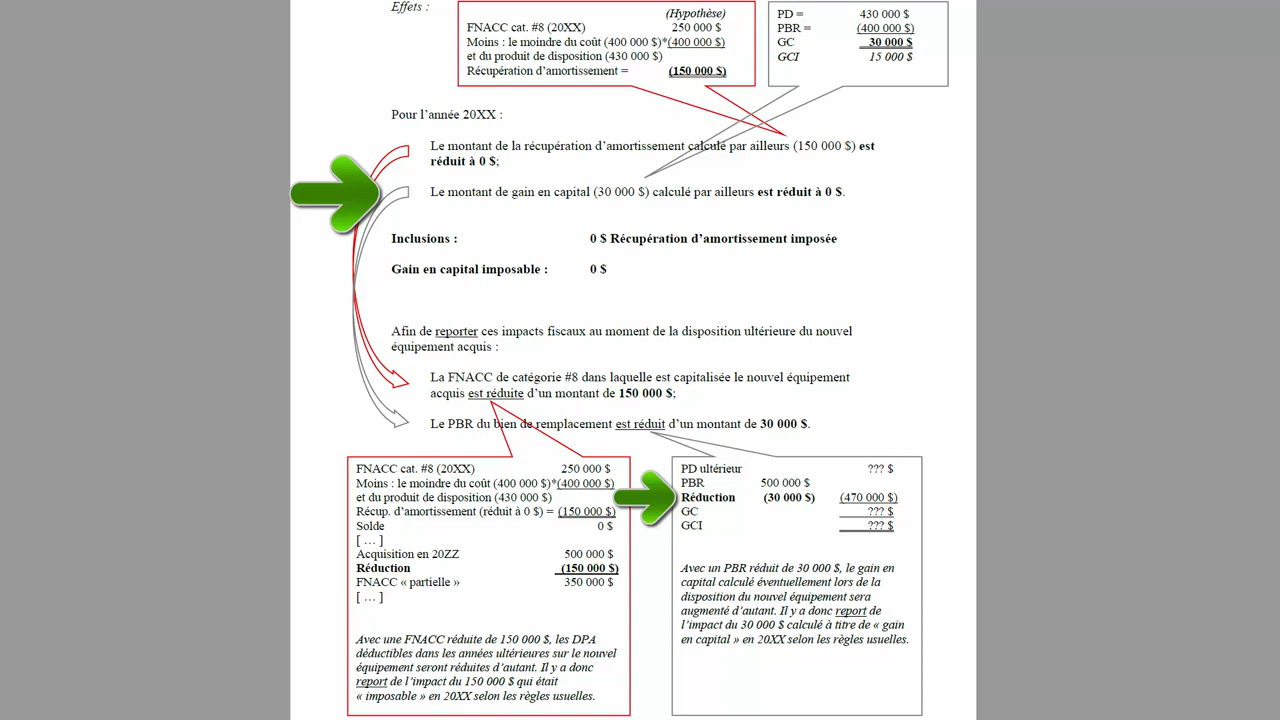 Effets :
(Hypothèse)
FNACC cat. #8 (20XX) 250 000 $
Moins : le moindre du coût (400 000 $)*(400 000 $)
et du produit de disposition (430 000 $)
Récupération d’amortissement = (150 000 $)
PD = 430 000 $
PBR = (400 000 $)
GC 30 000 $
GCI 15 000 $
Pour l’année 20XX :
Le montant de la récupération d’amortissement calculé par ailleurs (150 000 $) est
réduit à 0 $;
Le montant de gain en capital (30 000 $) calculé par ailleurs est réduit à 0 $.
Inclusions : 0 $ Récupération d’amortissement imposée
Gain en capital imposable : 0 $
Afin de reporter ces impacts fiscaux au moment de la disposition ultérieure du nouvel
équipement acquis :
La FNACC de catégorie #8 dans laquelle est capitalisée le nouvel équipement
acquis est réduite d’un montant de 150 000 $;
Le PBR du bien de remplacement est réduit d’un montant de 30 000 $.
FNACC cat. #8 (20XX) 250 000 $
Moins : le moindre du coût (400 000 $)*(400 000 $)
et du produit de disposition (430 000 $)
Récup. d’amortissement (réduit à 0 $) = (150 000 $)
Solde 0 $
[ … ]
Acquisition en 20ZZ 500 000 $
Réduction (150 000 $)
FNACC « partielle » 350 000 $
[ … ]
Avec une FNACC réduite de 150 000 $, les DPA
déductibles dans les années ultérieures sur le nouvel
équipement seront réduites d’autant. Il y a donc
report de l’impact du 150 000 $ qui était
« imposable » en 20XX selon les règles usuelles.
PD ultérieur ??? $
PBR 500 000 $
Réduction (30 000 $) (470 000 $)
GC ??? $
GCI ??? $
Avec un PBR réduit de 30 000 $, le gain en
capital calculé éventuellement lors de la
disposition du nouvel équipement sera
augmenté d’autant. Il y a donc report de
l’impact du 30 000 $ calculé à titre de « gain
en capital » en 20XX selon les règles usuelles.